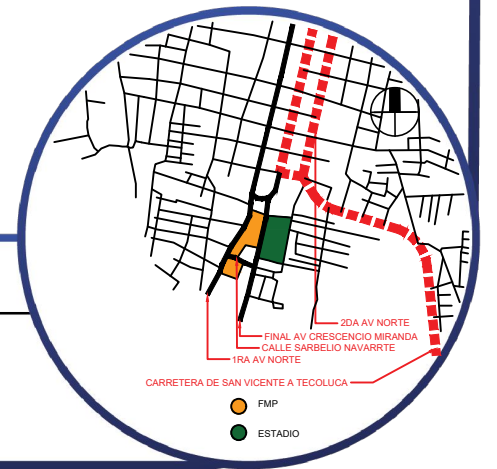 2DA AV NORTE
FINAL AV CRESCENCIO MIRANDA
CALLE SARBELIO NAVARRTE
1RA AV NORTE
CARRETERA DE SAN VICENTE A TECOLUCA
FMP
ESTADIO